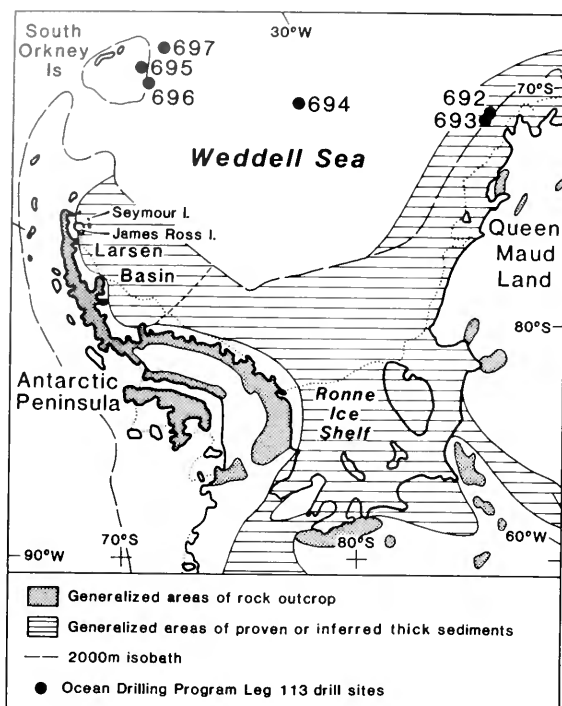 30°W
South
Orkney
Is
697
695
696
694
692
693
70°S
Weddell Sea
Seymour I.
James Ross I.
Larsen
Basin
Queen
Maud
Land
80°S
Antarctic
Peninsula
Ronne
Ice
Shelf
90°W
70°S
80°S
60°W
Generalized areas of rock outcrop
Generalized areas of proven or inferred thick sediments
2000m isobath
Ocean Drilling Program Leg 113 drill sites